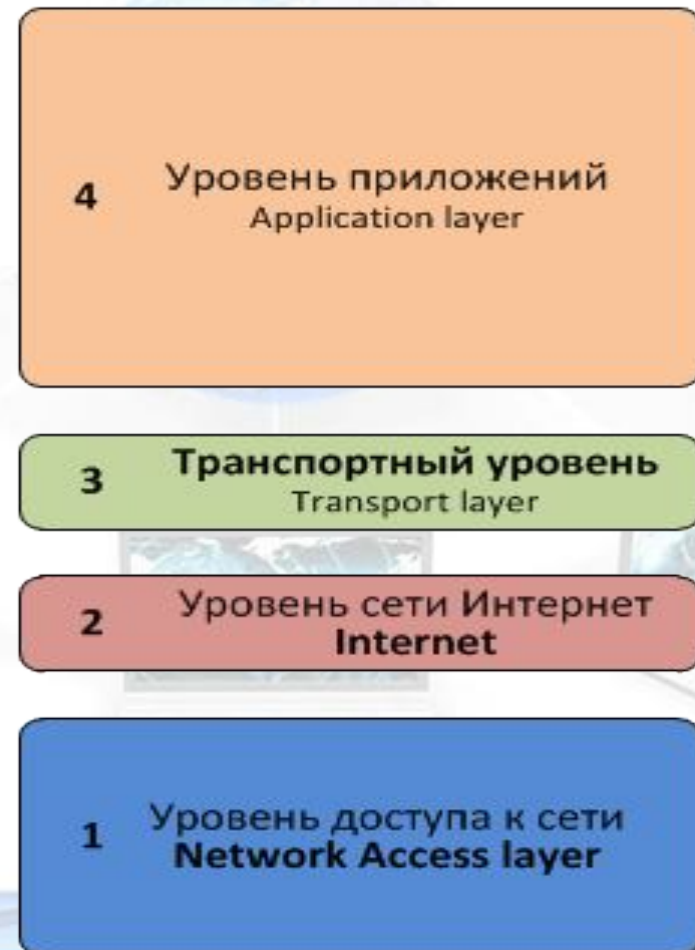 4
Уровень приложений
Application layer
3
Транспортный уровень
Transport layer
2
Уровень сети Интернет
Internet
1
Уровень доступа к сети
Network Access layer